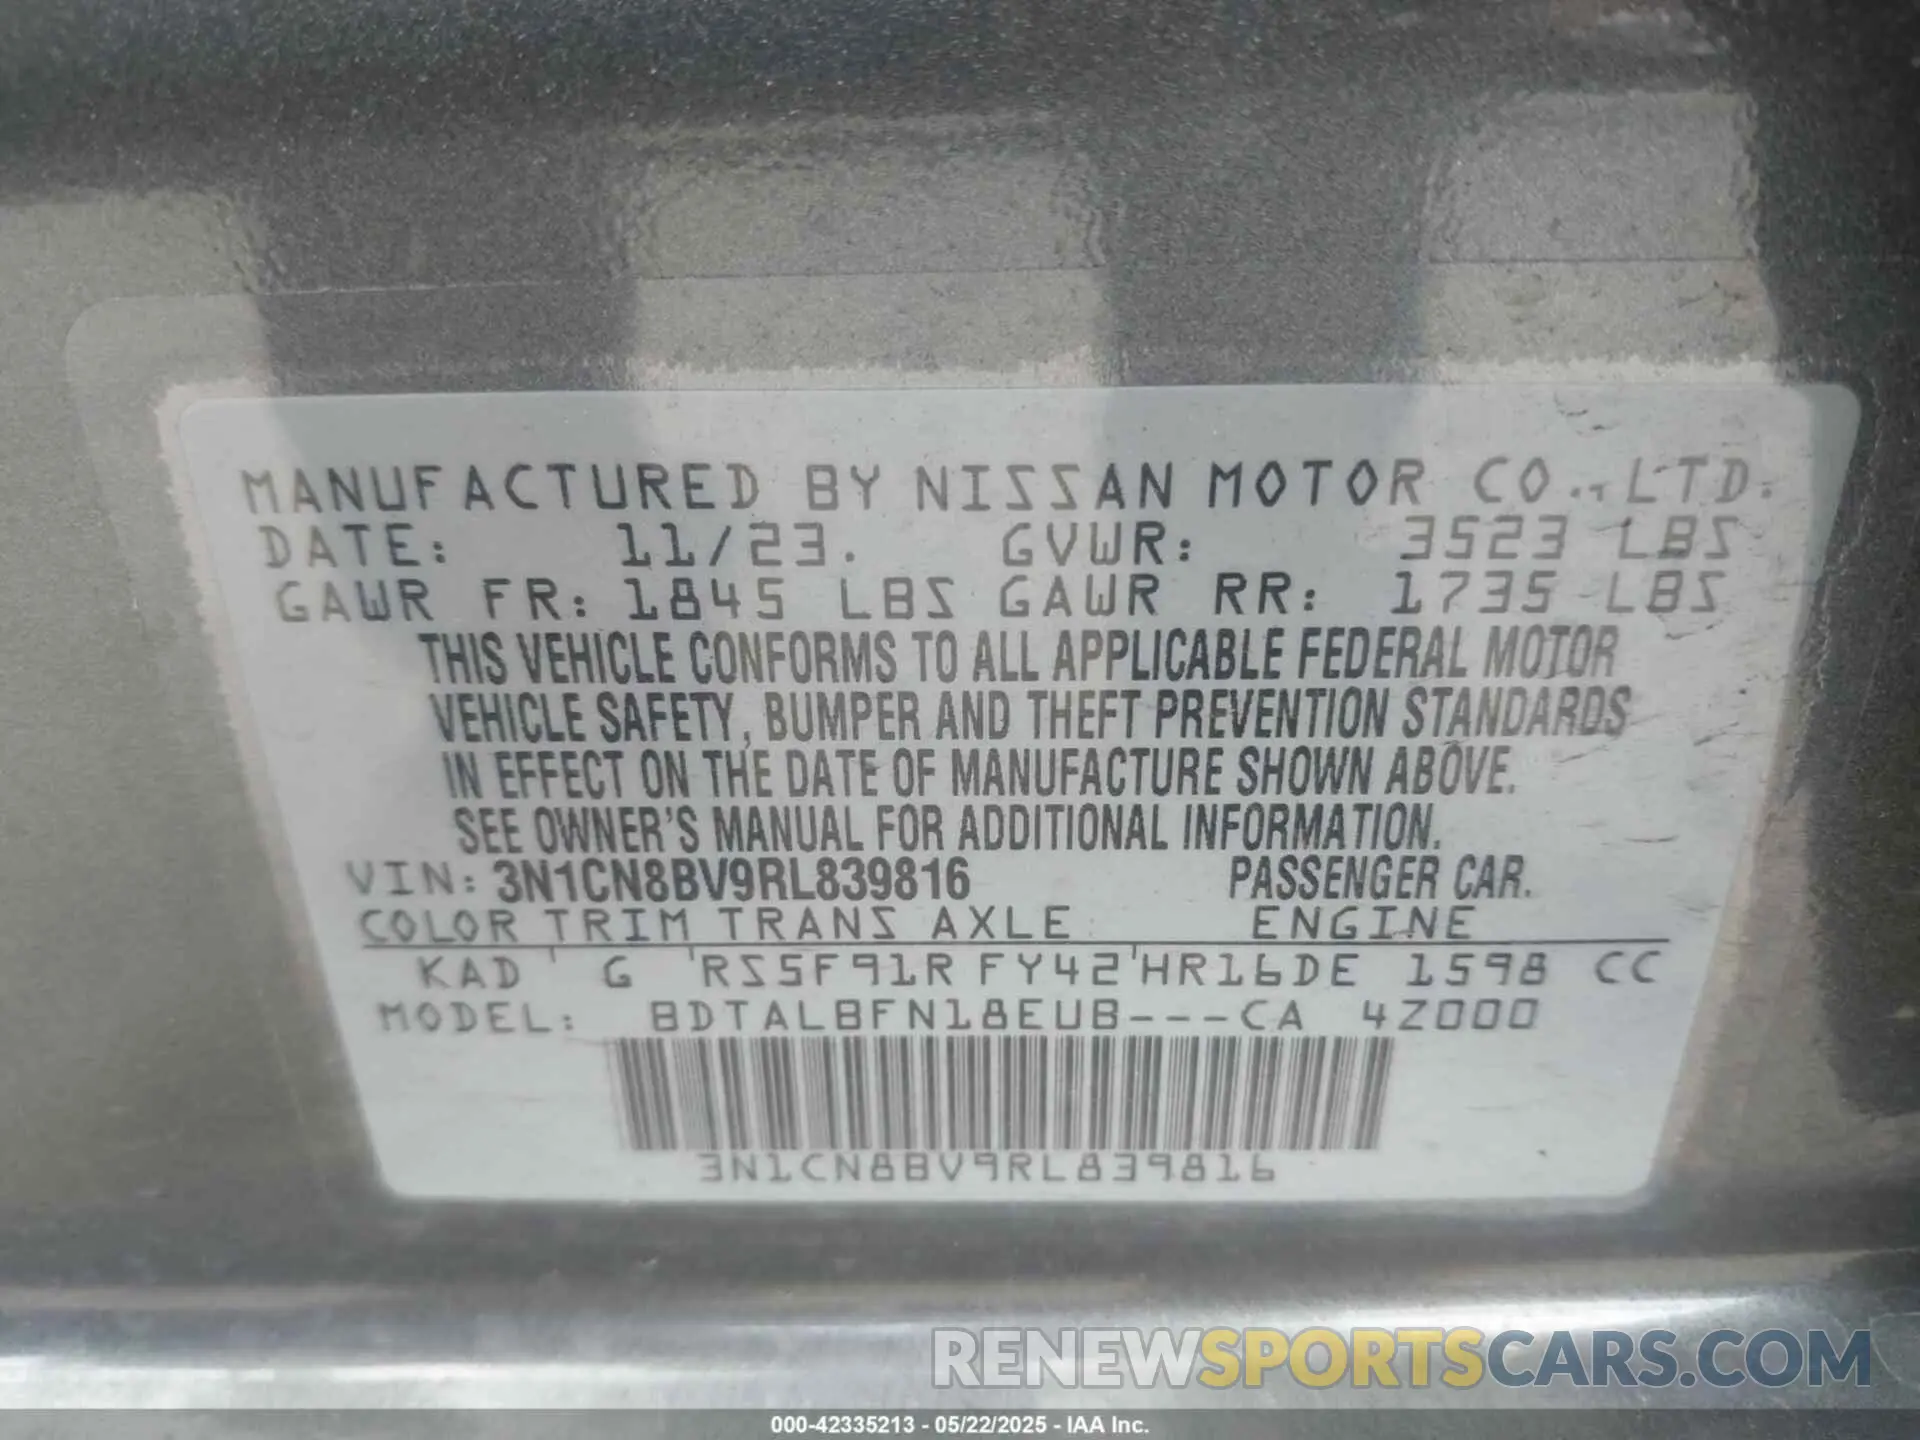 MANUFACTURED BY NISSAN MOTOR CO., LTD.
DATE: 11/23. GVWR: 3523 LBS
GAWR FR: 1845 LBS GAWR RR: 1735 LBS
THIS VEHICLE CONFORMS TO ALL APPLICABLE FEDERAL MOTOR
VEHICLE SAFETY, BUMPER AND THEFT PREVENTION STANDARDS
IN EFFECT ON THE DATE OF MANUFACTURE SHOWN ABOVE.
SEE OWNER'S MANUAL FOR ADDITIONAL INFORMATION.
VIN: 3N1CN8BV9RL839816 PASSENGER CAR.
COLOR TRIM TRANS AXLE ENGINE
KAD ' G 'RS5F91R FY42'HR16DE 1598 CC
MODEL: BDTALBFN18EUB---CA 4Z000
3N1CN8BV9RL839816
RENEWSPORTSCARS.COM
000-42335213 - 05/22/2025 - IAA Inc.